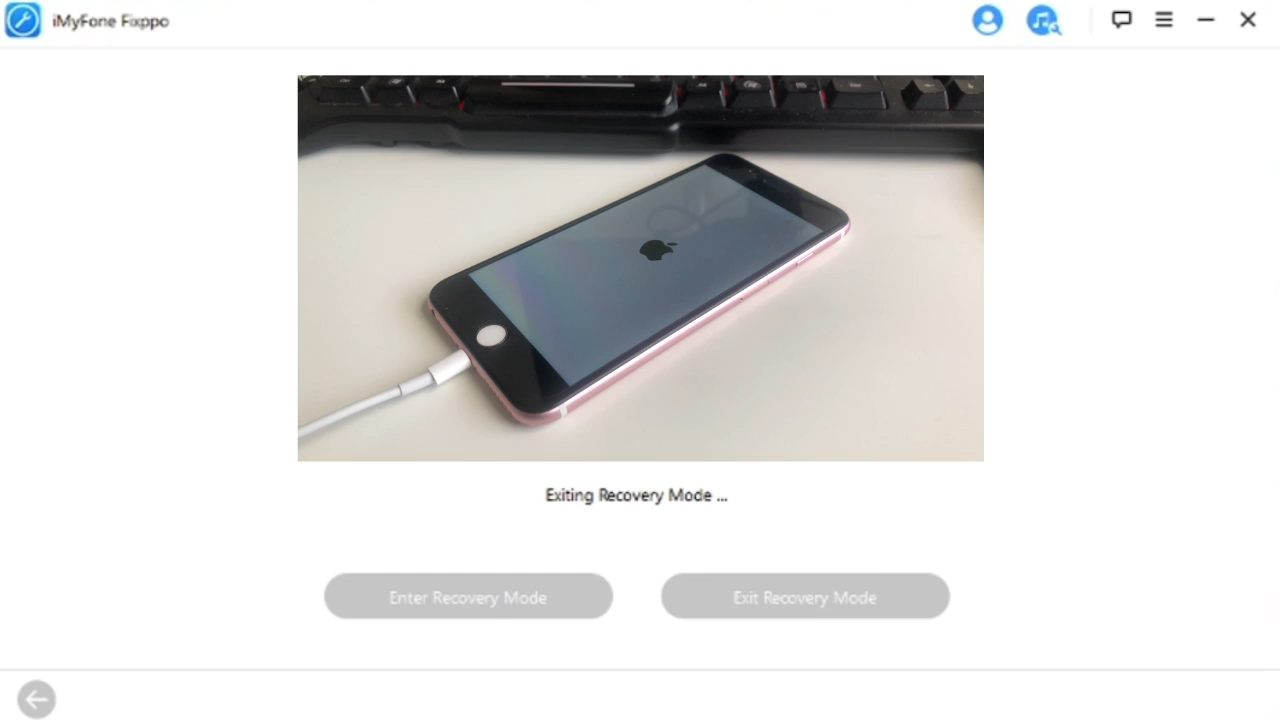 iMyFone Fixppo
Exiting Recovery Mode ...
Enter Recovery Mode
Exit Recovery Mode